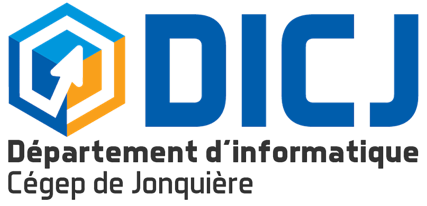 DICJ
Département d'informatique
Cégep de Jonquière